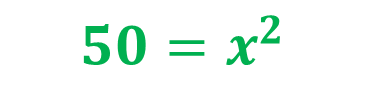 50 = x²